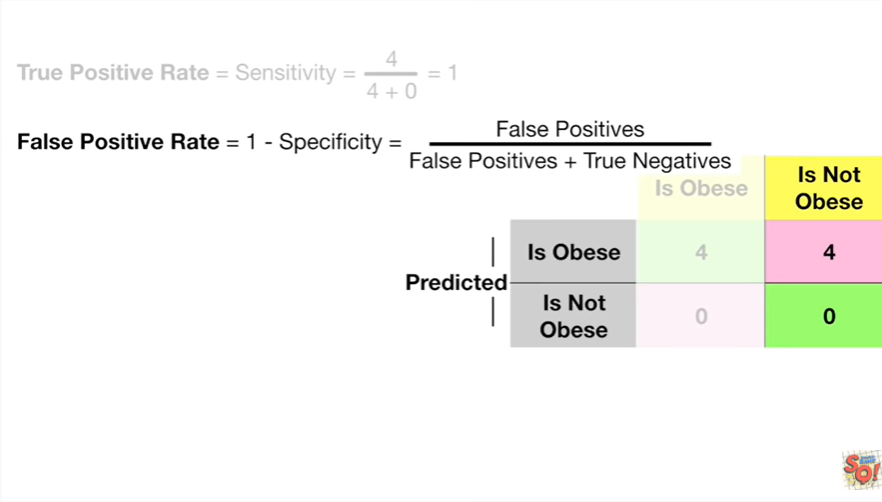 True Positive Rate = Sensitivity = 4 / 4 + 0 = 1
False Positive Rate = 1 - Specificity = False Positives / False Positives + True Negatives
Is Obese Is Not Obese
Predicted
Is Obese 4 4
Is Not Obese 0 0
SQ!